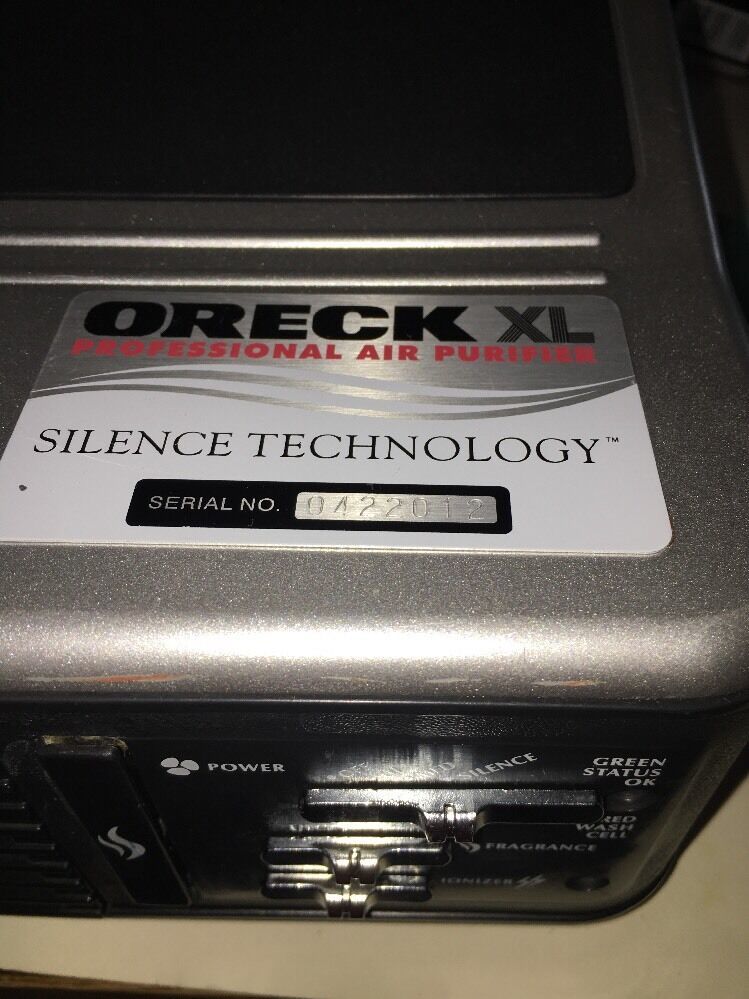 ORECK XL
PROFESSIONAL AIR PURIFIER
SILENCE TECHNOLOGY™
SERIAL NO. 0422012
POWER
SILENCE
GREEN
STATUS
OK
RED
WASH
CELL
FRAGRANCE
IONIZER